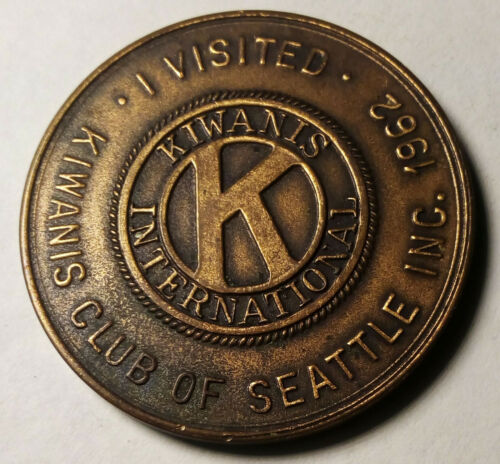 · I VISITED ·
KIWANIS CLUB OF SEATTLE INC. 1962
KIWANIS
K
INTERNATIONAL